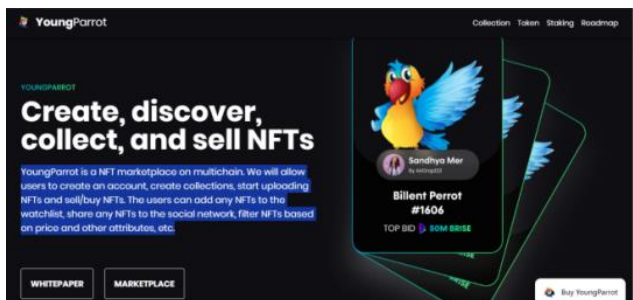 YoungParrot
Collection Token Staking Roadmap
YOUNGPARROT
Create, discover,
collect, and sell NFTs
YoungParrot is a NFT marketplace on multichain. We will allow
users to create an account, create collections, start uploading
NFTs and sell/buy NFTs. The users can add any NFTs to the
watchlist, share any NFTs to the social network, filter NFTs based
on price and other attributes, etc.
WHITEPAPER MARKETPLACE
Sandhya Mer
Billent Perrot
#1606
TOP BID 50M BRISE
Buy YoungParrot